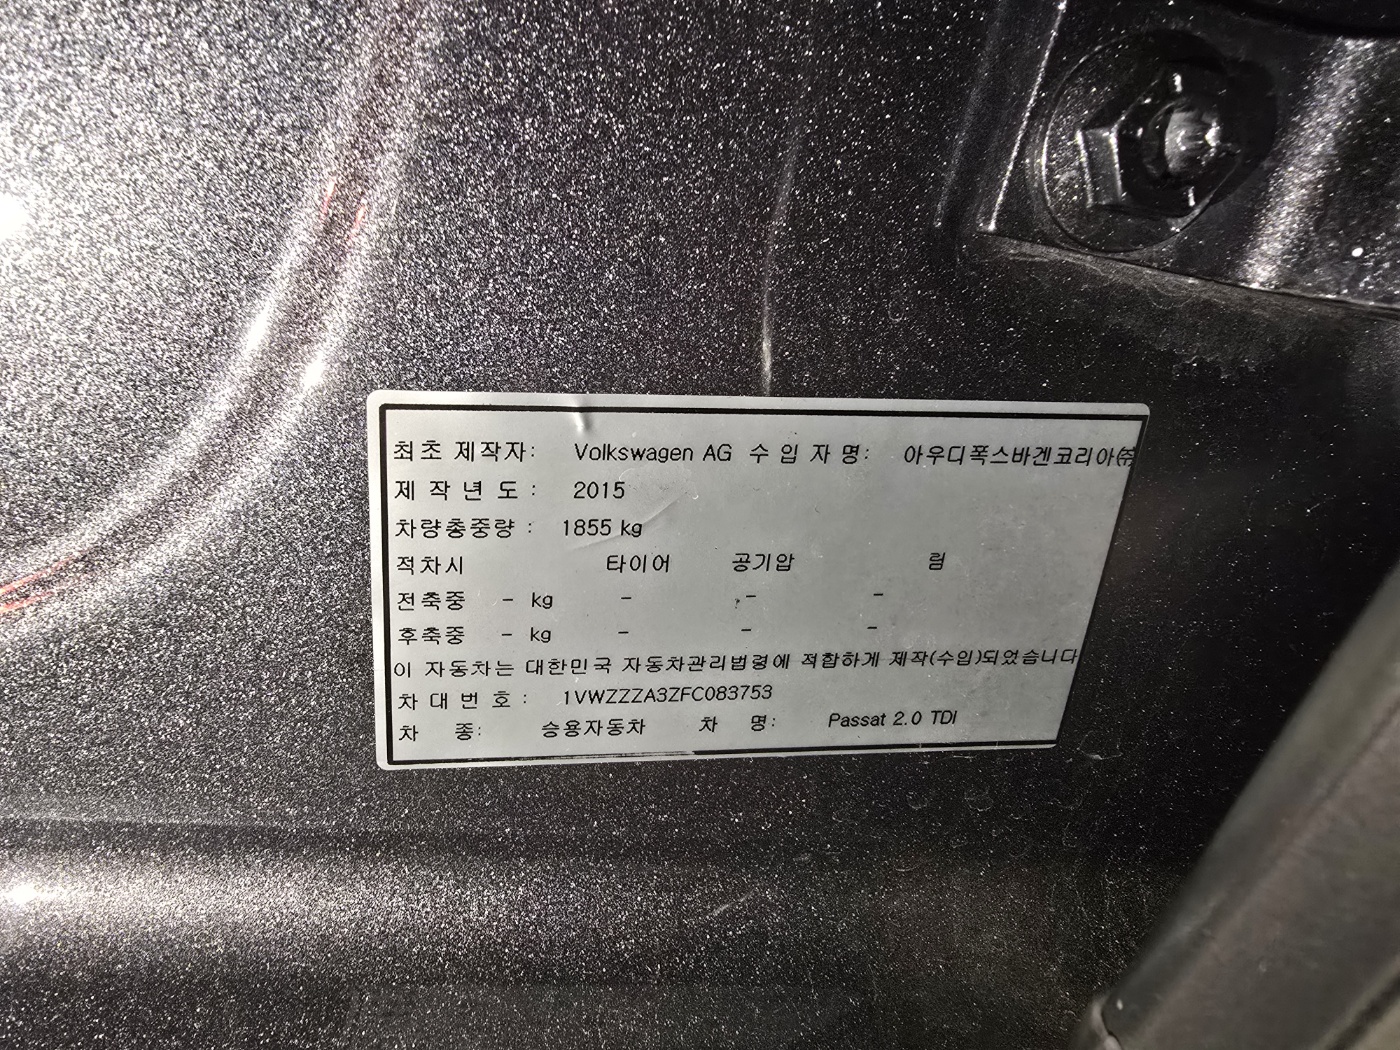 최초 제작자: Volkswagen AG 수 입 자 명: 아우디폭스바겐코리아㈜
제 작 년 도 : 2015
차량총중량 : 1855 kg
적차시 타이어 공기압 림
전축중 - kg - - -
후축중 - kg - - -
이 자동차는 대한민국 자동차관리법령에 적합하게 제작(수입)되었습니다
차 대 번 호 : 1VWZZZA3ZFC083753
차 종: 승용자동차 차 명: Passat 2.0 TDI